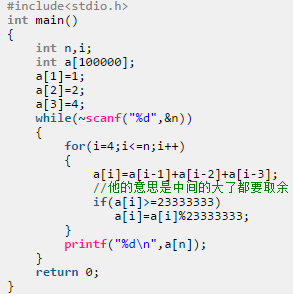 #include<stdio.h>
int main()
{
    int n,i;
    int a[100000];
    a[1]=1;
    a[2]=2;
    a[3]=4;
    while(~scanf("%d",&n))
    {
        for(i=4;i<=n;i++)
        {
            a[i]=a[i-1]+a[i-2]+a[i-3];
            //他的意思是中间的大了都要取余
            if(a[i]>=23333333)
                a[i]=a[i]%23333333;
        }
        printf("%d\n",a[n]);
    }
    return 0;
}